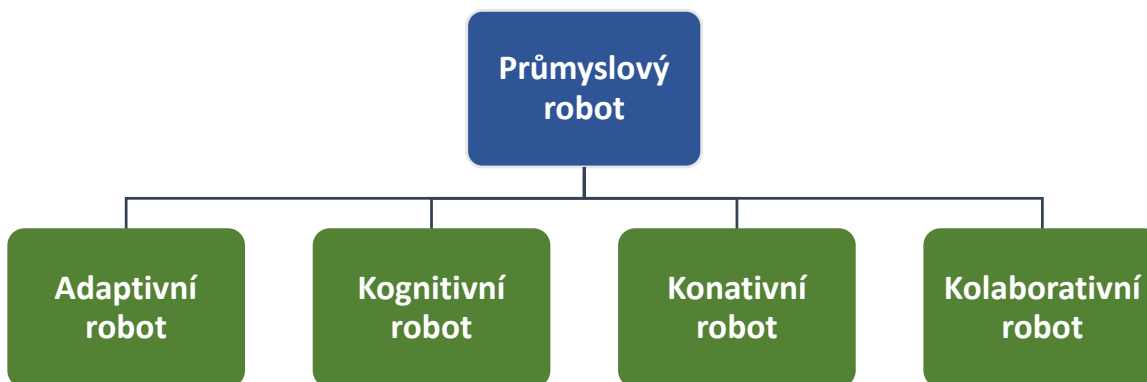 Průmyslový
robot
Adaptivní
robot
Kognitivní
robot
Konativní
robot
Kolaborativní
robot